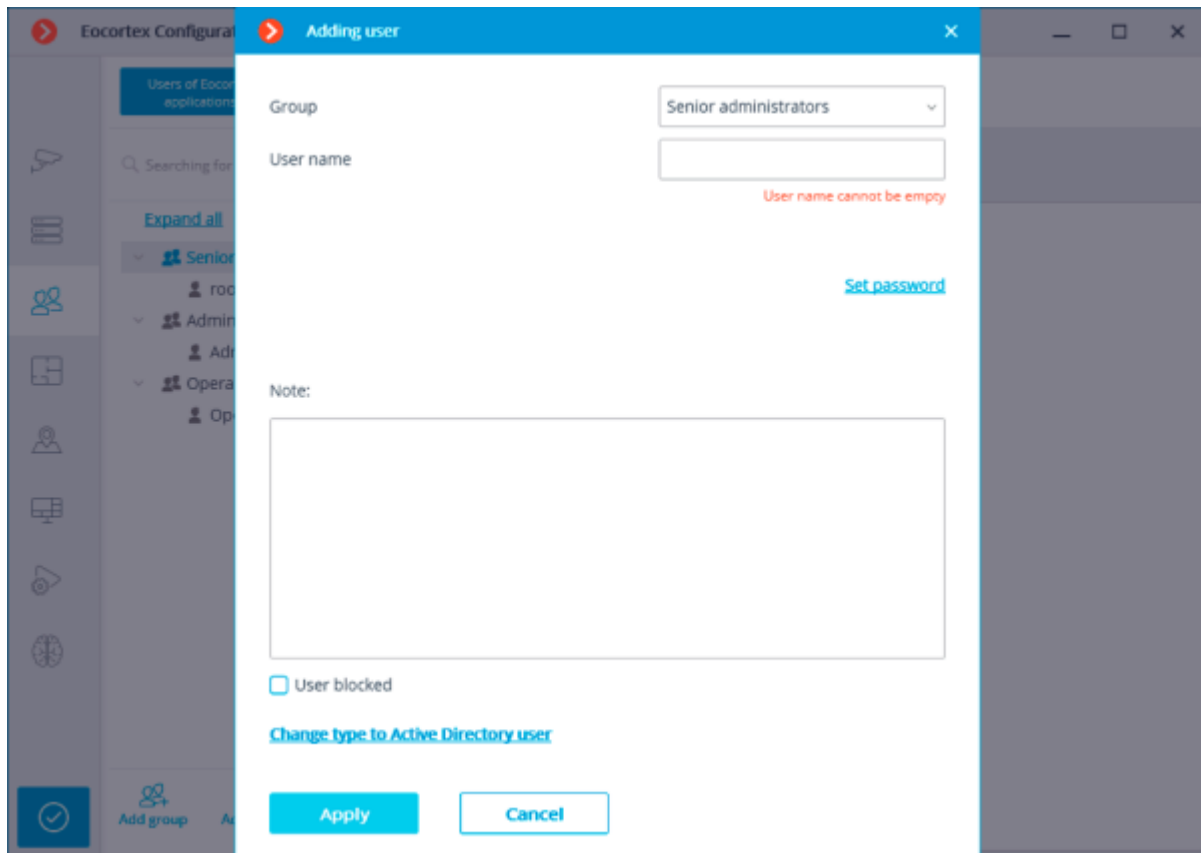 Eocortex Configurat
Adding user
Users of Eocor
applications
Group
Senior administrators
User name
Searching for
User name cannot be empty
Expand all
Senior
Set password
roo
Admin
Adr
Opera
Note:
Op
User blocked
Change type to Active Directory user
Add group
Ac
Apply
Cancel